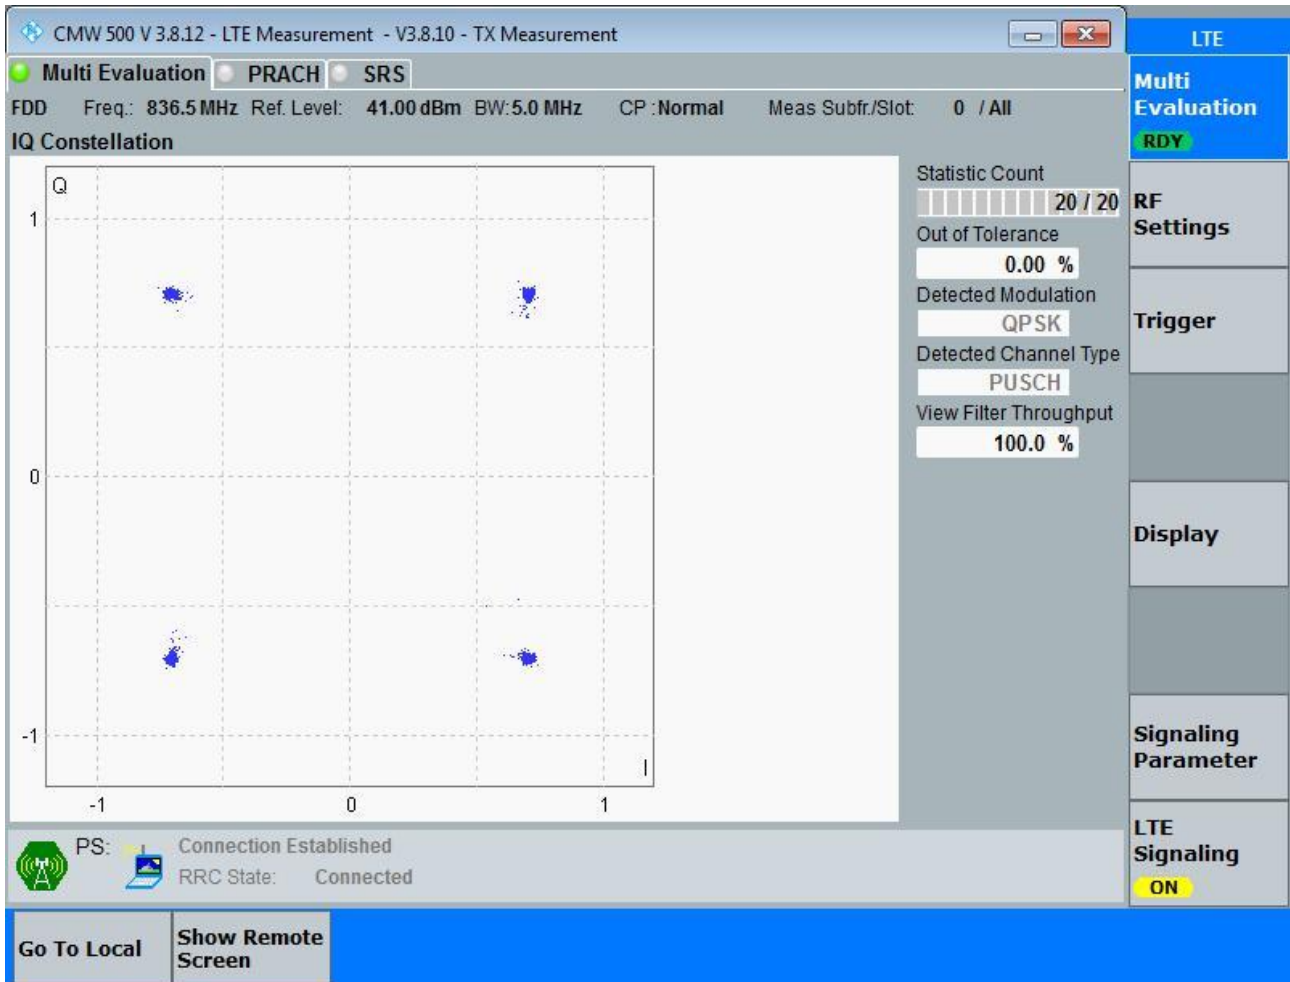 CMW 500 V 3.8.12 - LTE Measurement - V3.8.10 - TX Measurement
LTE
Multi Evaluation PRACH SRS
FDD Freq.: 836.5 MHz Ref. Level: 41.00 dBm BW: 5.0 MHz CP : Normal Meas Subfr./Slot: 0 / All
IQ Constellation
Q
1
0
-1
I
-1 0 1
Statistic Count
20 / 20
Out of Tolerance
0.00 %
Detected Modulation
QPSK
Detected Channel Type
PUSCH
View Filter Throughput
100.0 %
Multi
Evaluation
RDY
RF
Settings
Trigger
Display
Signaling
Parameter
LTE
Signaling
ON
PS: Connection Established
RRC State: Connected
Go To Local
Show Remote
Screen